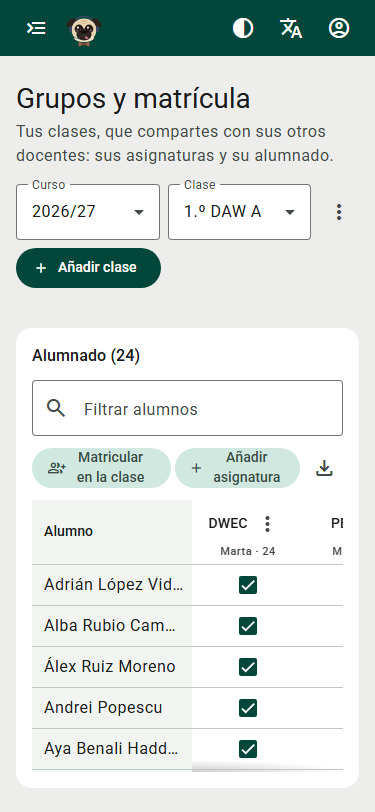 Grupos y matrícula
Tus clases, que compartes con sus otros
docentes: sus asignaturas y su alumnado.
Curso
2026/27
Clase
1.º DAW A
+ Añadir clase
Alumnado (24)
Filtrar alumnos
Matricular
en la clase
+ Añadir
asignatura
Alumno
DWEC
Marta · 24
Adrián López Vid...
Alba Rubio Cam...
Álex Ruiz Moreno
Andrei Popescu
Aya Benali Hadd...